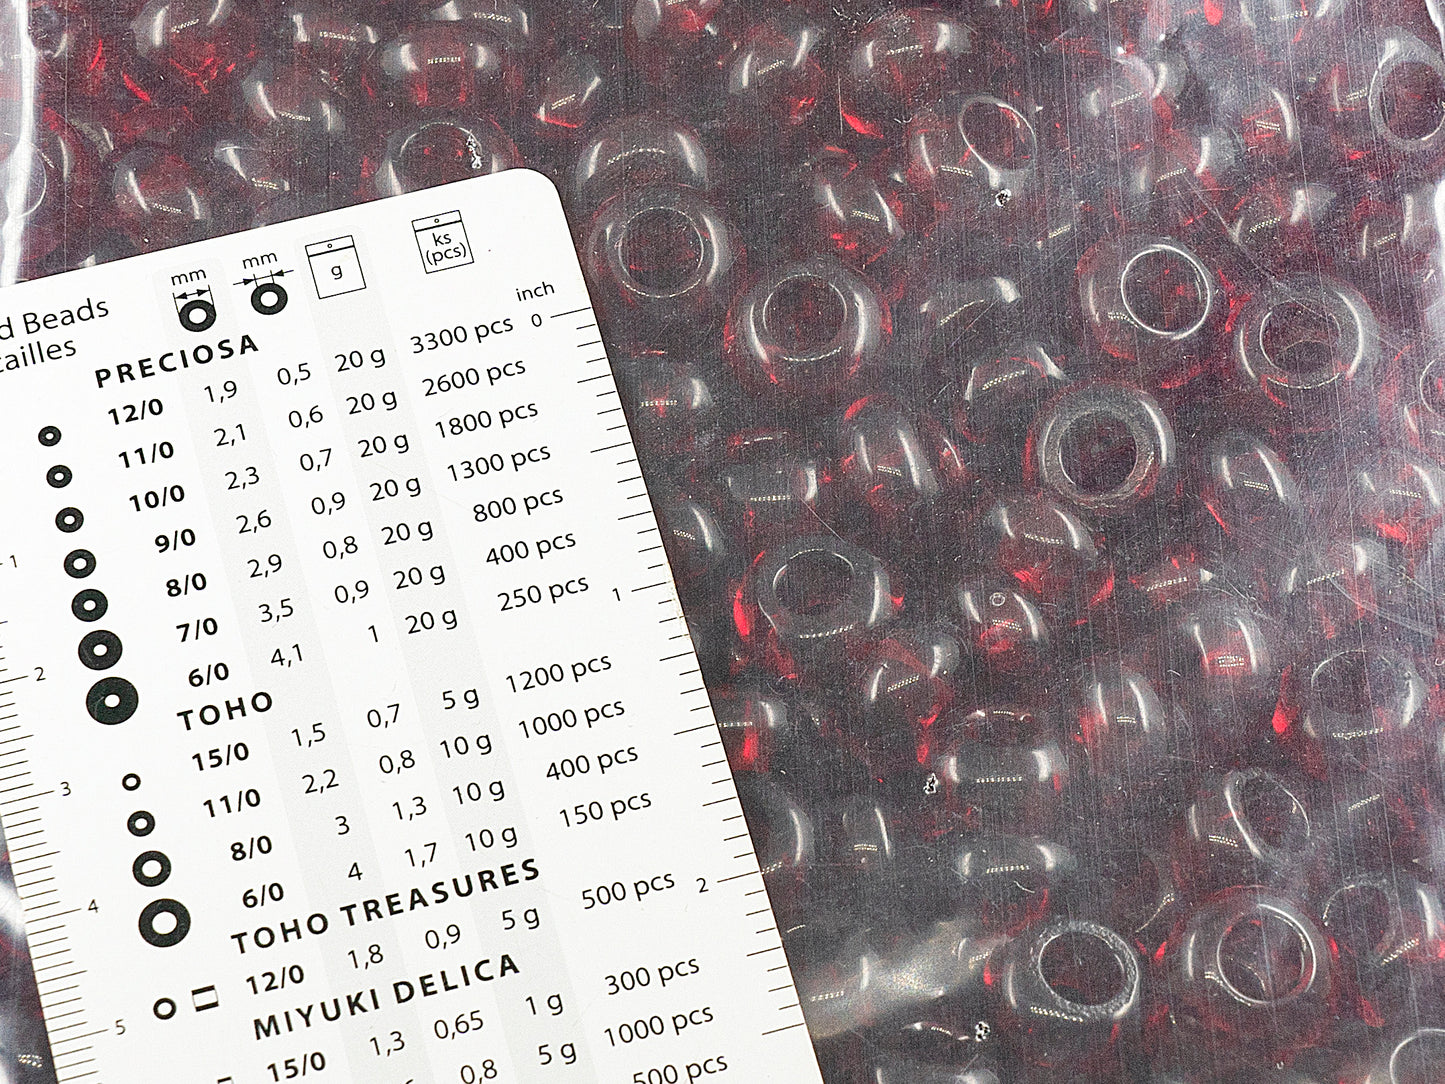 d Beads
cailles
mm mm g ks
(pcs)
inch
PRECIOSA
12/0 1,9 0,5 20 g 3300 pcs
11/0 2,1 0,6 20 g 2600 pcs
10/0 2,3 0,7 20 g 1800 pcs
9/0 2,6 0,9 20 g 1300 pcs
8/0 2,9 0,8 20 g 800 pcs
7/0 3,5 0,9 20 g 400 pcs
6/0 4,1 1 20 g 250 pcs
TOHO
15/0 1,5 0,7 5 g 1200 pcs
11/0 2,2 0,8 10 g 1000 pcs
8/0 3 1,3 10 g 400 pcs
6/0 4 1,7 10 g 150 pcs
TOHO TREASURES
12/0 1,8 0,9 5 g 500 pcs
MIYUKI DELICA
15/0 1,3 0,65 1 g 300 pcs
0,8 5 g 1000 pcs
500 pcs
0
1
2
1
2
3
4
5